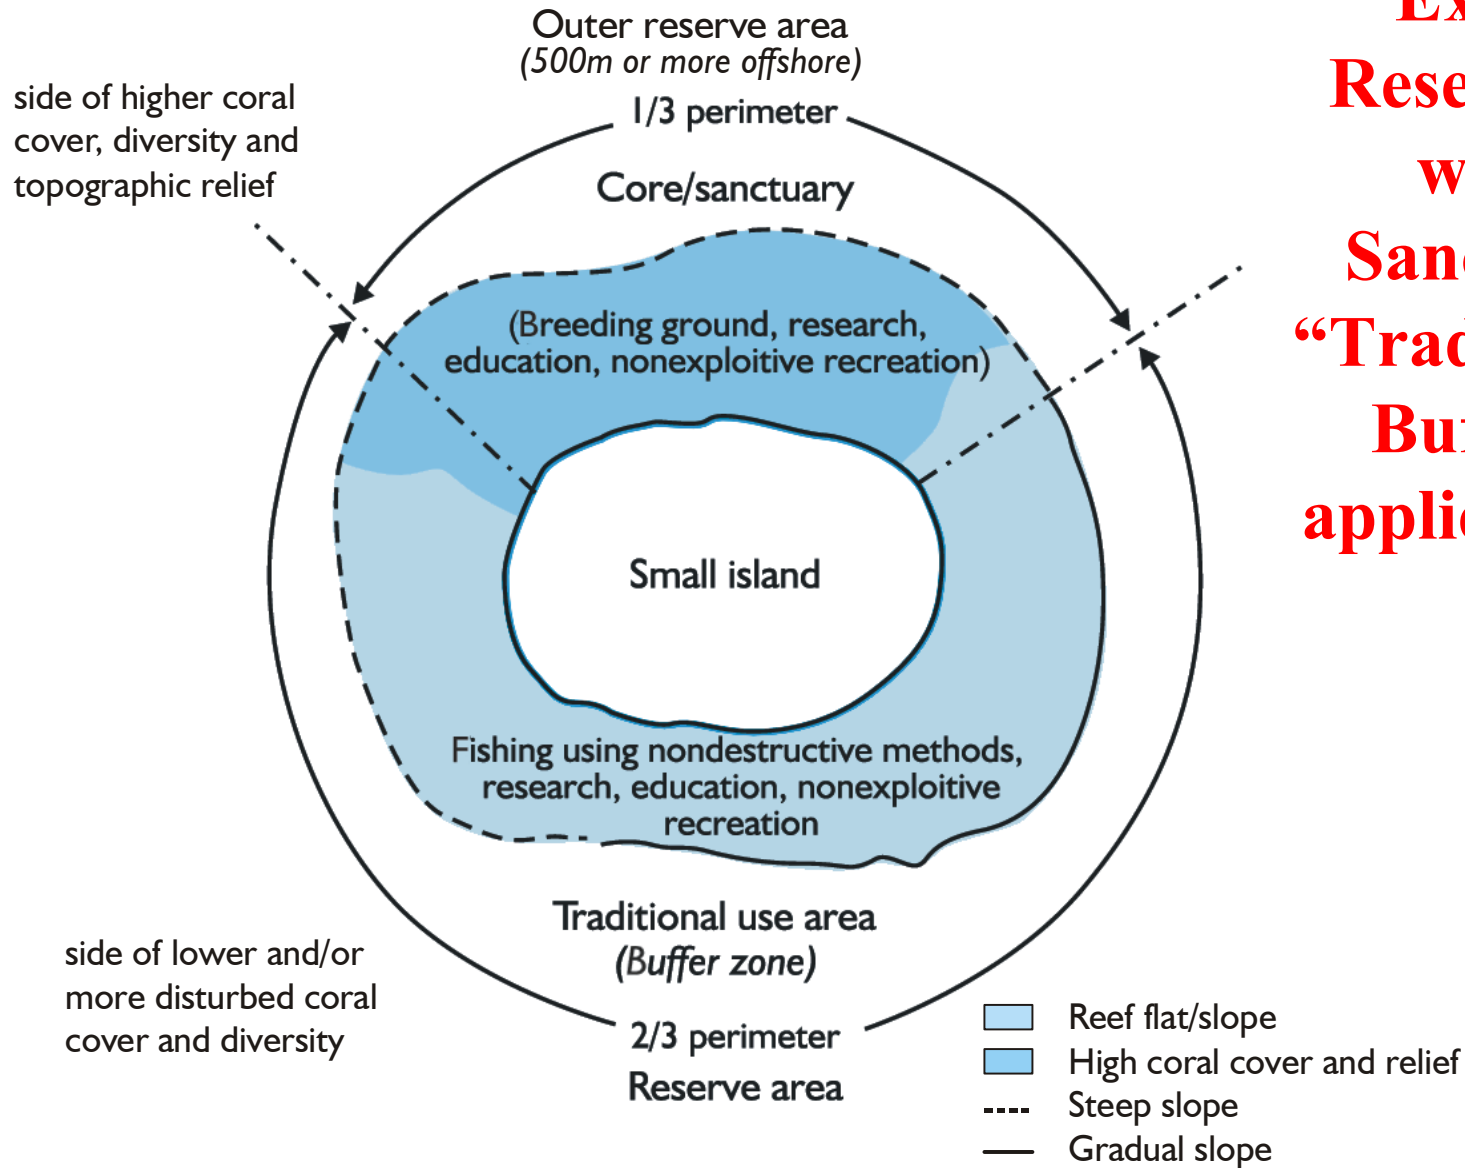 Outer reserve area
(500m or more offshore)
1/3 perimeter
side of higher coral
cover, diversity and
topographic relief
Core/sanctuary
(Breeding ground, research,
education, nonexploitive recreation)
Small island
Fishing using nondestructive methods,
research, education, nonexploitive
recreation
Traditional use area
(Buffer zone)
2/3 perimeter
Reserve area
side of lower and/or
more disturbed coral
cover and diversity
Reef flat/slope
High coral cover and relief
Steep slope
Gradual slope